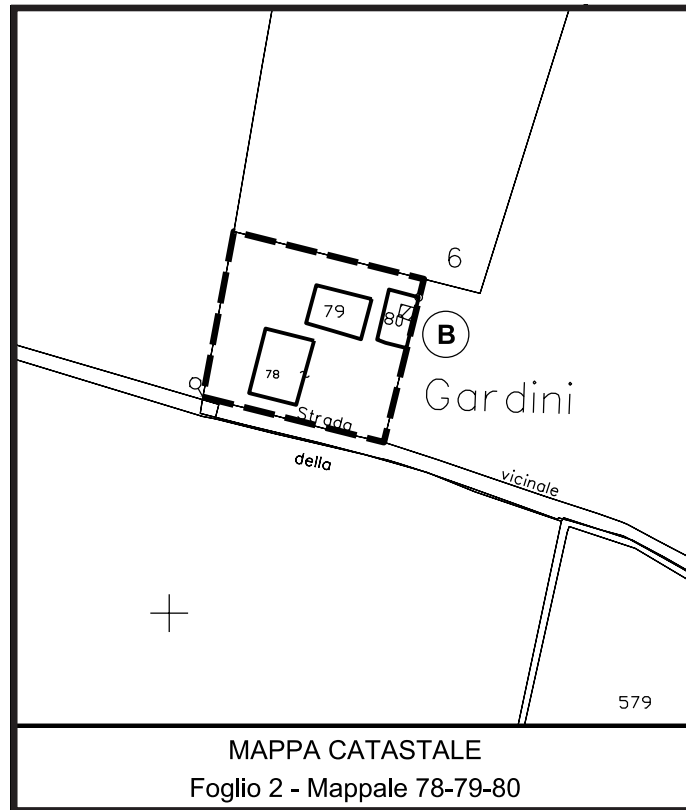 6
79
80
B
78
Gardini
Strada
della
vicinale
579
MAPPA CATASTALE
Foglio 2 - Mappale 78-79-80